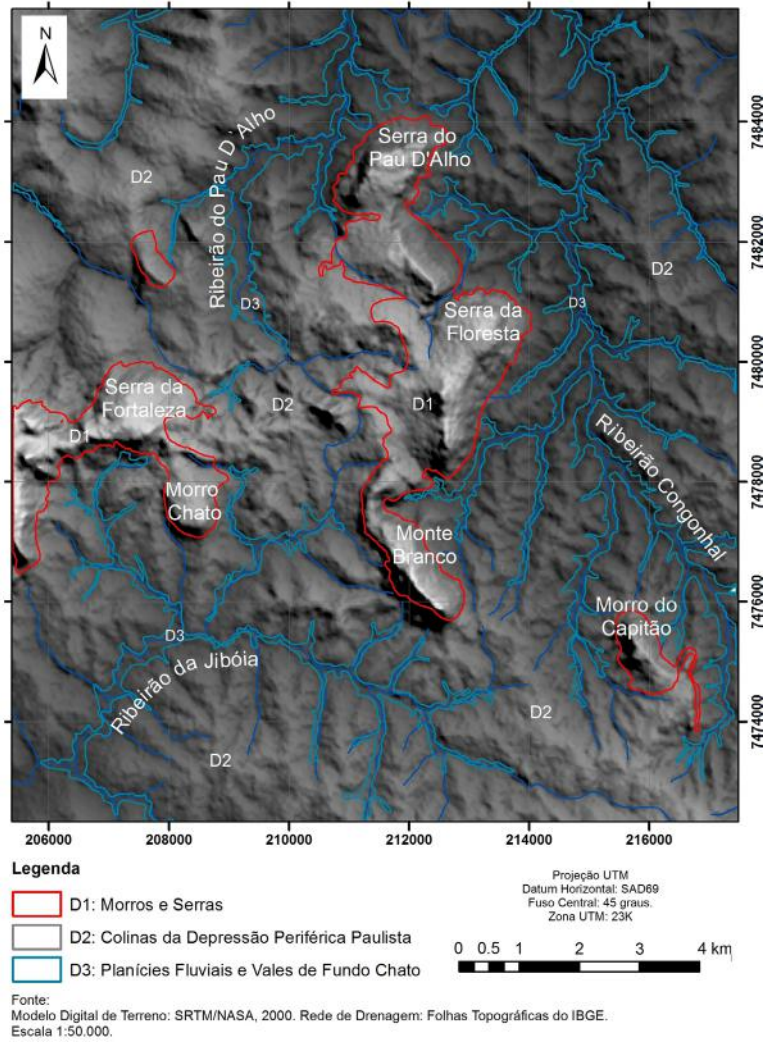 N
7484000
Serra do
Pau D'Alho
Ribeirão do Pau D`Alho
D2
7482000
D2
D3
D3
Serra da
Floresta
7480000
Serra da
Fortaleza
D2
D1
D1
Ribeirão Congonhal
7478000
Morro
Chato
Monte
Branco
7476000
Morro do
Capitão
D3
Ribeirão da Jibóia
D2
7474000
D2
206000 208000 210000 212000 214000 216000
Legenda
D1: Morros e Serras
D2: Colinas da Depressão Periférica Paulista
D3: Planícies Fluviais e Vales de Fundo Chato
Projeção UTM
Datum Horizontal: SAD69
Fuso Central: 45 graus.
Zona UTM: 23K
0 0.5 1 2 3 4 km
Fonte:
Modelo Digital de Terreno: SRTM/NASA, 2000. Rede de Drenagem: Folhas Topográficas do IBGE.
Escala 1:50.000.